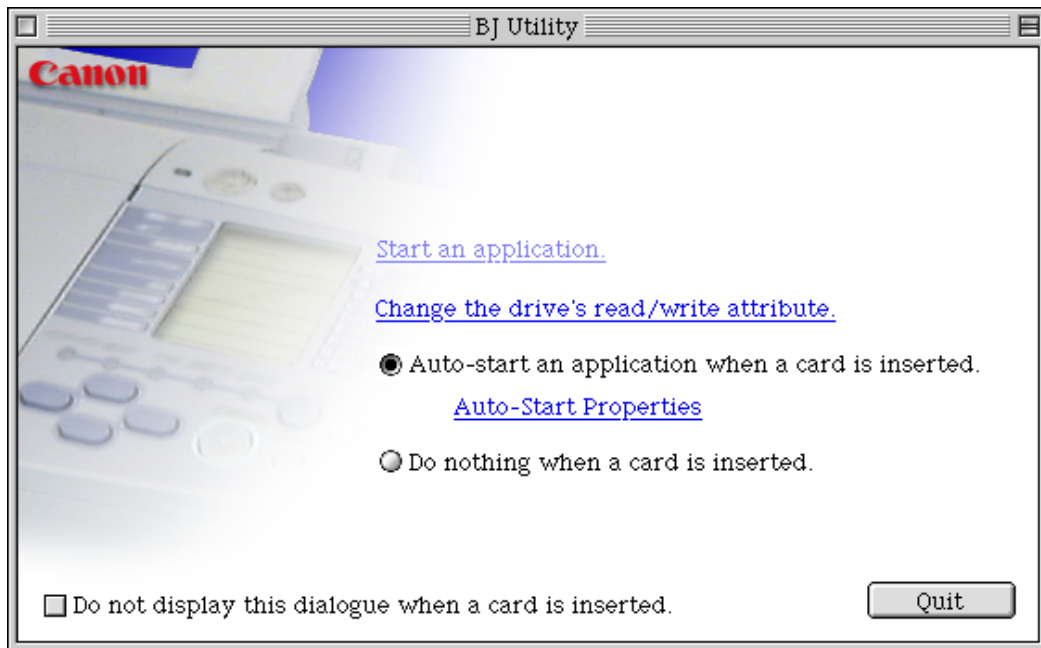 BJ Utility
Canon
Start an application.
Change the drive's read/write attribute.
Auto-start an application when a card is inserted.
Auto-Start Properties
Do nothing when a card is inserted.
Do not display this dialogue when a card is inserted.
Quit